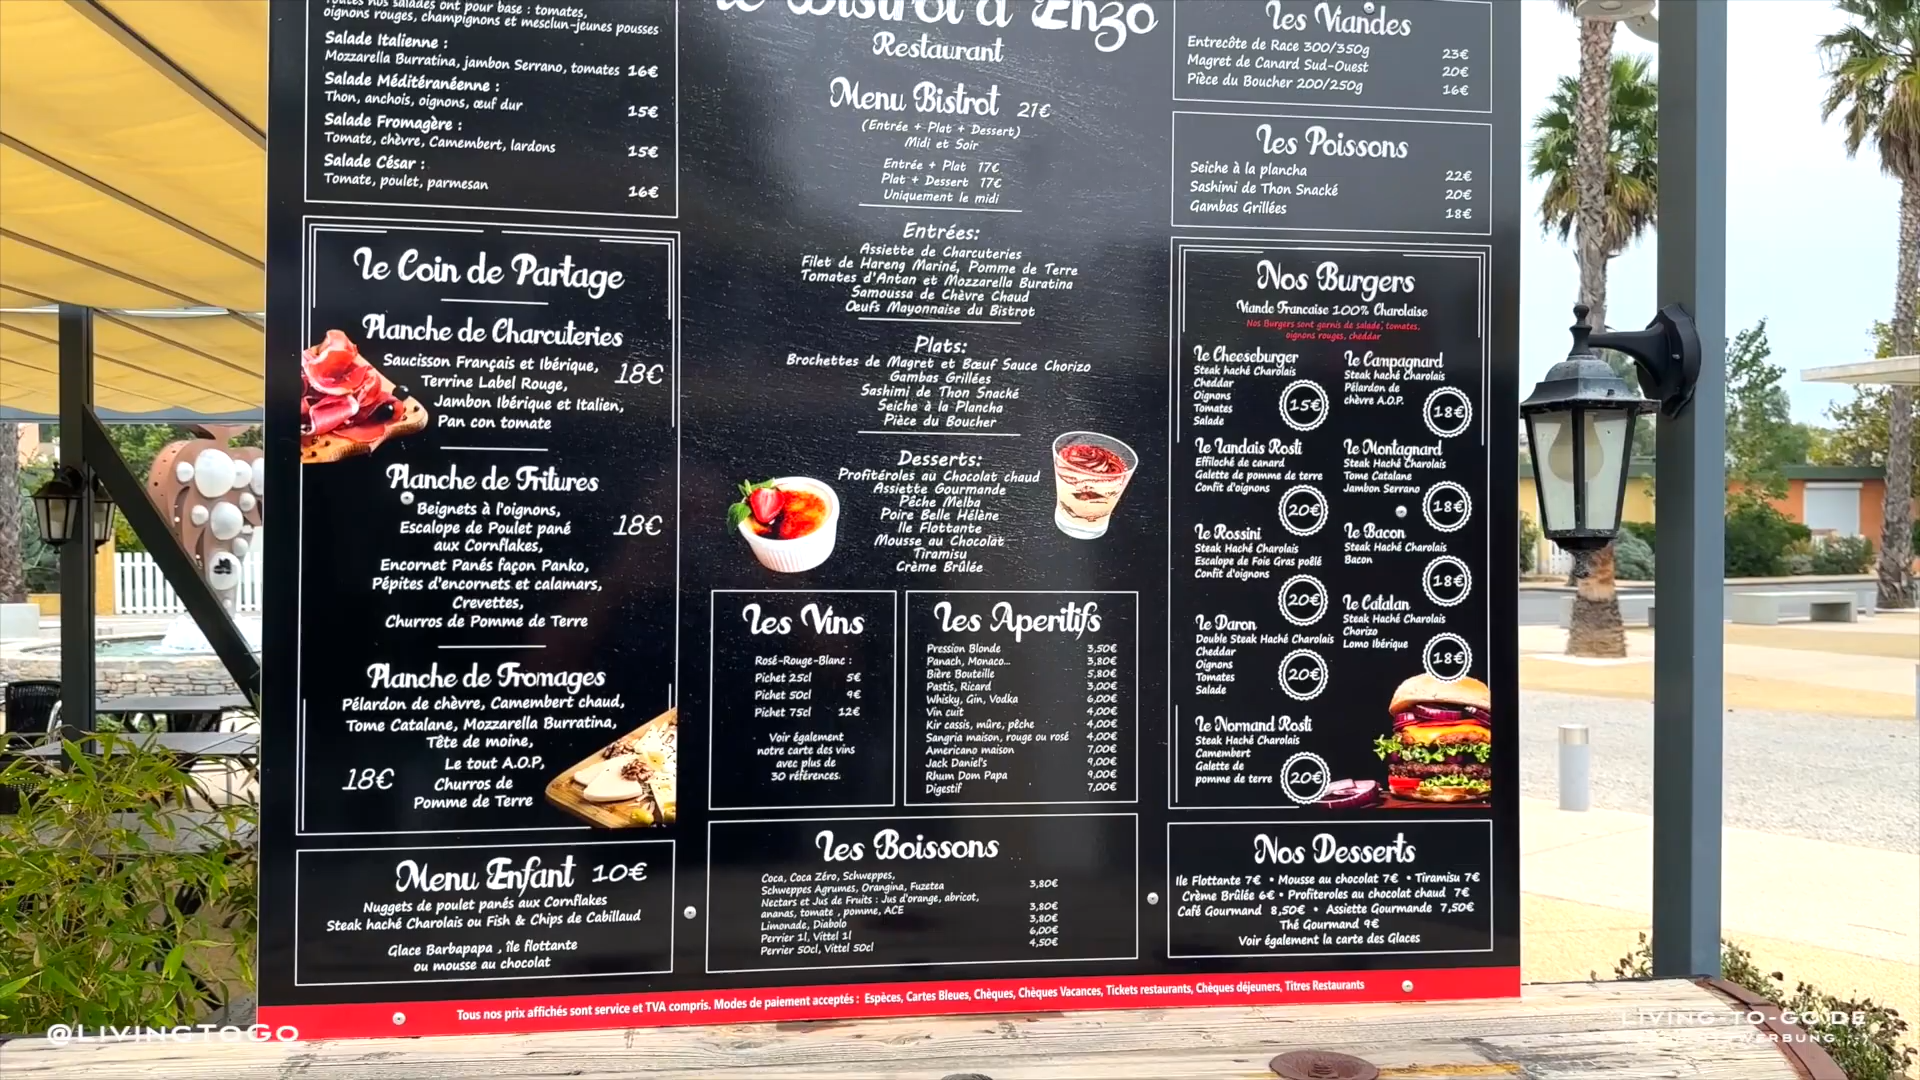 Toutes nos salades ont pour base : tomates,
oignons rouges, champignons et mesclun-jeunes pousses
Salade Italienne :
Mozzarella Burratina, jambon Serrano, tomates 16€
Salade Méditéranéenne :
Thon, anchois, oignons, œuf dur 15€
Salade Fromagère :
Tomate, chèvre, Camembert, lardons 15€
Salade César :
Tomate, poulet, parmesan 16€
Le Coin de Partage
Planche de Charcuteries
Saucisson Français et Ibérique,
Terrine Label Rouge,
Jambon Ibérique et Italien,
Pan con tomate
18€
Planche de Fritures
Beignets à l'oignons,
Escalope de Poulet pané
aux Cornflakes,
Encornet Panés façon Panko,
Pépites d'encornets et calamars,
Crevettes,
Churros de Pomme de Terre
18€
Planche de Fromages
Pélardon de chèvre, Camembert chaud,
Tome Catalane, Mozzarella Burratina,
Tête de moine,
Le tout A.O.P,
Churros de
Pomme de Terre
18€
Menu Enfant 10€
Nuggets de poulet panés aux Cornflakes
Steak haché Charolais ou Fish & Chips de Cabillaud
Glace Barbapapa , île flottante
ou mousse au chocolat
le Bistrot d'Enzo
Restaurant
Menu Bistrot 21€
(Entrée + Plat + Dessert)
Midi et Soir
Entrée + Plat 17€
Plat + Dessert 17€
Uniquement le midi
Entrées:
Assiette de Charcuteries
Filet de Hareng Mariné, Pomme de Terre
Tomates d'Antan et Mozzarella Buratina
Samoussa de Chèvre Chaud
Œufs Mayonnaise du Bistrot
Plats:
Brochettes de Magret et Bœuf Sauce Chorizo
Gambas Grillées
Sashimi de Thon Snacké
Seiche à la Plancha
Pièce du Boucher
Desserts:
Profitéroles au Chocolat chaud
Assiette Gourmande
Pêche Melba
Poire Belle Hélène
Ile Flottante
Mousse au Chocolat
Tiramisu
Crème Brûlée
Les Vins
Rosé-Rouge-Blanc :
Pichet 25cl 5€
Pichet 50cl 9€
Pichet 75cl 12€
Voir également
notre carte des vins
avec plus de
30 références.
Les Aperitifs
Pression Blonde 3,50€
Panach, Monaco... 3,80€
Bière Bouteille 5,80€
Pastis, Ricard 3,00€
Whisky, Gin, Vodka 6,00€
Vin cuit 4,00€
Kir cassis, mûre, pêche 4,00€
Sangria maison, rouge ou rosé 4,00€
Americano maison 7,00€
Jack Daniel's 9,00€
Rhum Dom Papa 9,00€
Digestif 7,00€
Les Boissons
Coca, Coca Zéro, Schweppes,
Schweppes Agrumes, Orangina, Fuzetea 3,80€
Nectars et Jus de Fruits : Jus d'orange, abricot,
ananas, tomate , pomme, ACE 3,80€
Limonade, Diabolo 3,80€
Perrier 1l, Vittel 1l 6,00€
Perrier 50cl, Vittel 50cl 4,50€
Les Viandes
Entrecôte de Race 300/350g 23€
Magret de Canard Sud-Ouest 20€
Pièce du Boucher 200/250g 16€
Les Poissons
Seiche à la plancha 22€
Sashimi de Thon Snacké 20€
Gambas Grillées 18€
Nos Burgers
Viande Francaise 100% Charolaise
Nos Burgers sont garnis de salade, tomates,
oignons rouges, cheddar
Le Cheeseburger
Steak haché Charolais
Cheddar
Oignons
Tomates
Salade
15€
Le Landais Rosti
Effiloché de canard
Galette de pomme de terre
Confit d'oignons
20€
Le Rossini
Steak Haché Charolais
Escalope de Foie Gras poêlé
Confit d'oignons
20€
Le Daron
Double Steak Haché Charolais
Cheddar
Oignons
Tomates
Salade
20€
Le Normand Rosti
Steak Haché Charolais
Camembert
Galette de
pomme de terre
20€
Le Campagnard
Steak haché Charolais
Pélardon de
chèvre A.O.P.
18€
Le Montagnard
Steak Haché Charolais
Tome Catalane
Jambon Serrano
18€
Le Bacon
Steak Haché Charolais
Bacon
18€
Le Catalan
Steak Haché Charolais
Chorizo
Lomo Ibérique
18€
Nos Desserts
Ile Flottante 7€ • Mousse au chocolat 7€ • Tiramisu 7€
Crème Brûlée 6€ • Profiteroles au chocolat chaud 7€
Café Gourmand 8,50€ • Assiette Gourmande 7,50€
Thé Gourmand 9€
Voir également la carte des Glaces
Tous nos prix affichés sont service et TVA compris. Modes de paiement acceptés : Espèces, Cartes Bleues, Chèques, Chèques Vacances, Tickets restaurants, Chèques déjeuners, Titres Restaurants
@LIVINGTOGO
LIVING-TO-GO.DE